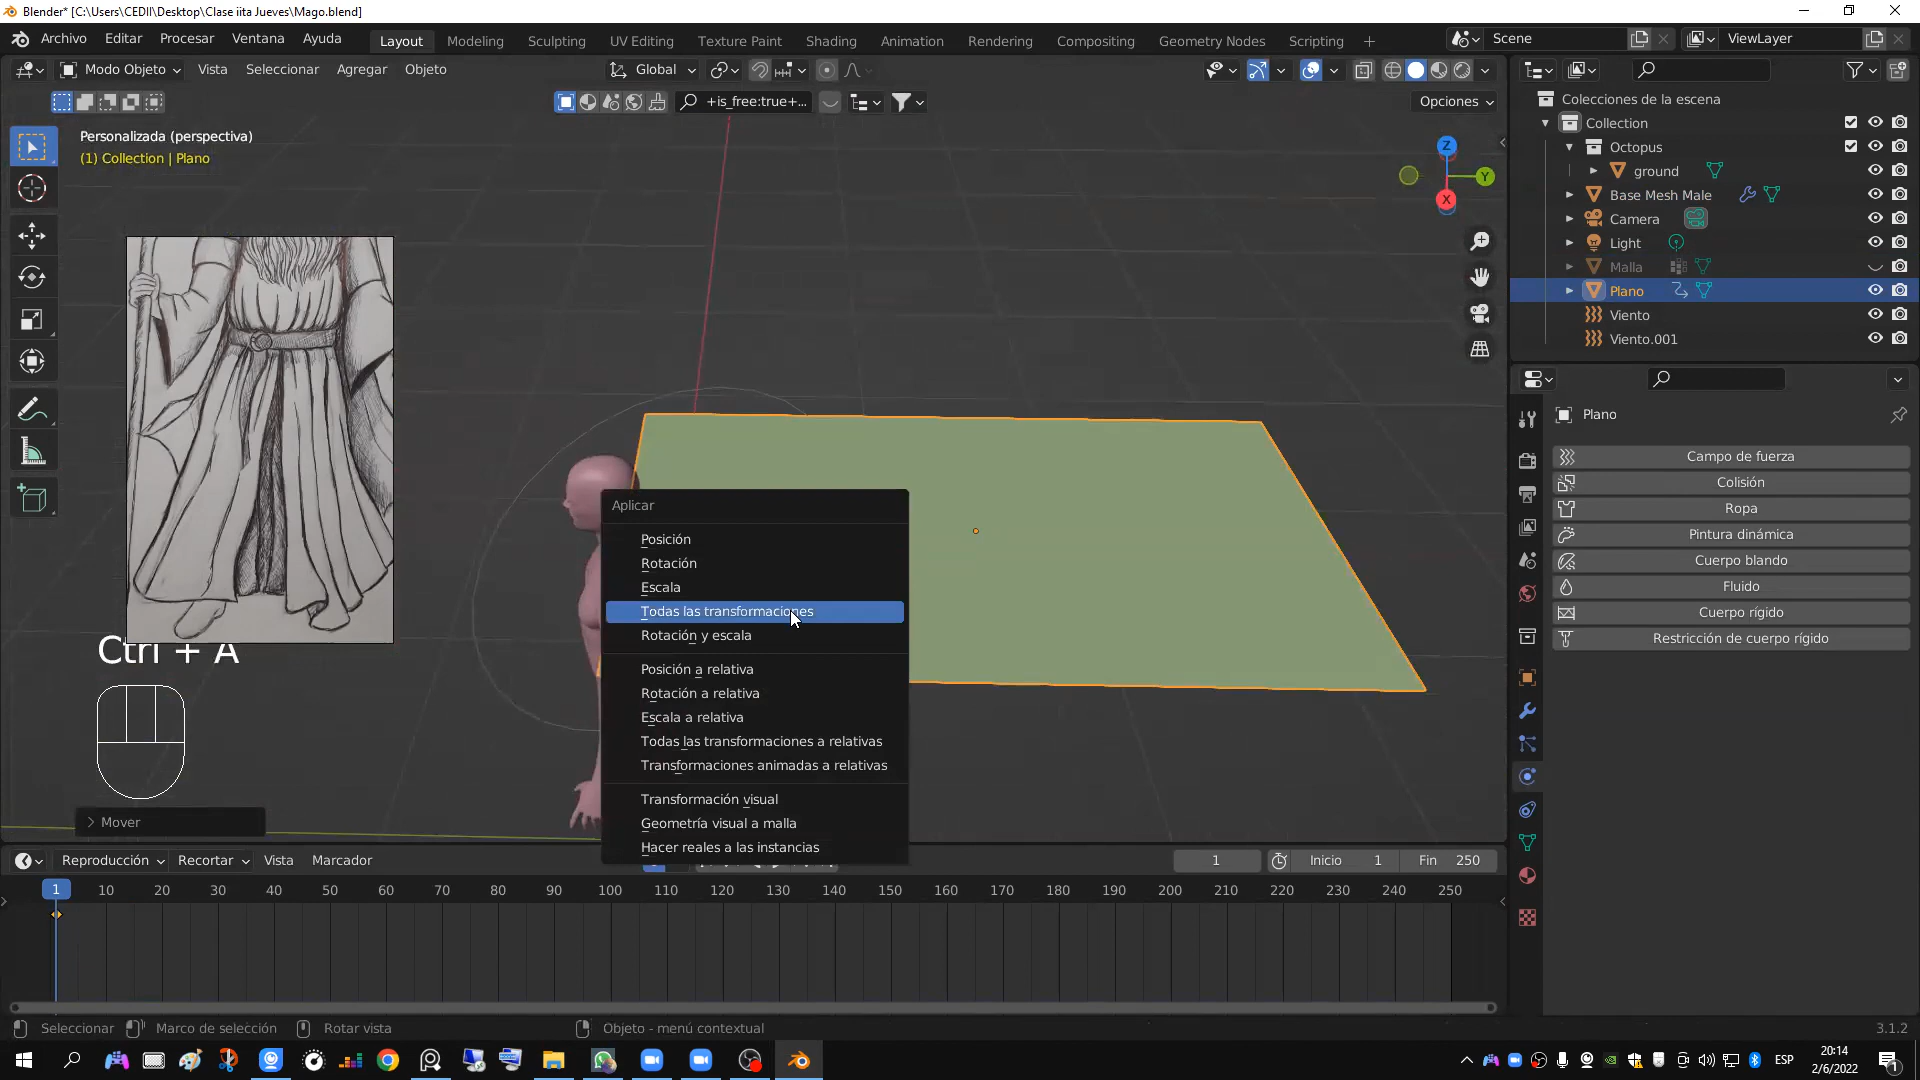 Blender* [C:\Users\CEDII\Desktop\Clase iita Jueves\Mago.blend]
Archivo Editar Procesar Ventana Ayuda
Layout Modeling Sculpting UV Editing Texture Paint Shading Animation Rendering Compositing Geometry Nodes Scripting +
Scene ViewLayer
Modo Objeto Vista Seleccionar Agregar Objeto Global
+is_free:true+... Opciones
Personalizada (perspectiva)
(1) Collection | Plano
Z
Y
X
Ctrl + A
Mover
Aplicar
Posición
Rotación
Escala
Todas las transformaciones
Rotación y escala
Posición a relativa
Rotación a relativa
Escala a relativa
Todas las transformaciones a relativas
Transformaciones animadas a relativas
Transformación visual
Geometría visual a malla
Hacer reales a las instancias
Colecciones de la escena
Collection
Octopus
ground
Base Mesh Male
Camera
Light
Malla
Plano
Viento
Viento.001
Plano
Campo de fuerza
Colisión
Ropa
Pintura dinámica
Cuerpo blando
Fluido
Cuerpo rígido
Restricción de cuerpo rígido
Reproducción Recortar Vista Marcador 1 Inicio 1 Fin 250
1 10 20 30 40 50 60 70 80 90 100 110 120 130 140 150 160 170 180 190 200 210 220 230 240 250
Seleccionar Marco de selección Rotar vista Objeto - menú contextual 3.1.2
ESP
20:14
2/6/2022
1